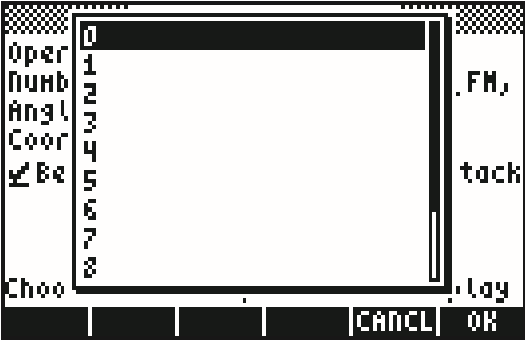 0
Oper
1
Numb
2
FM,
Angl
3
Coor
4
Be
5
tack
6
7
8
Choo
lay
CANCL
OK